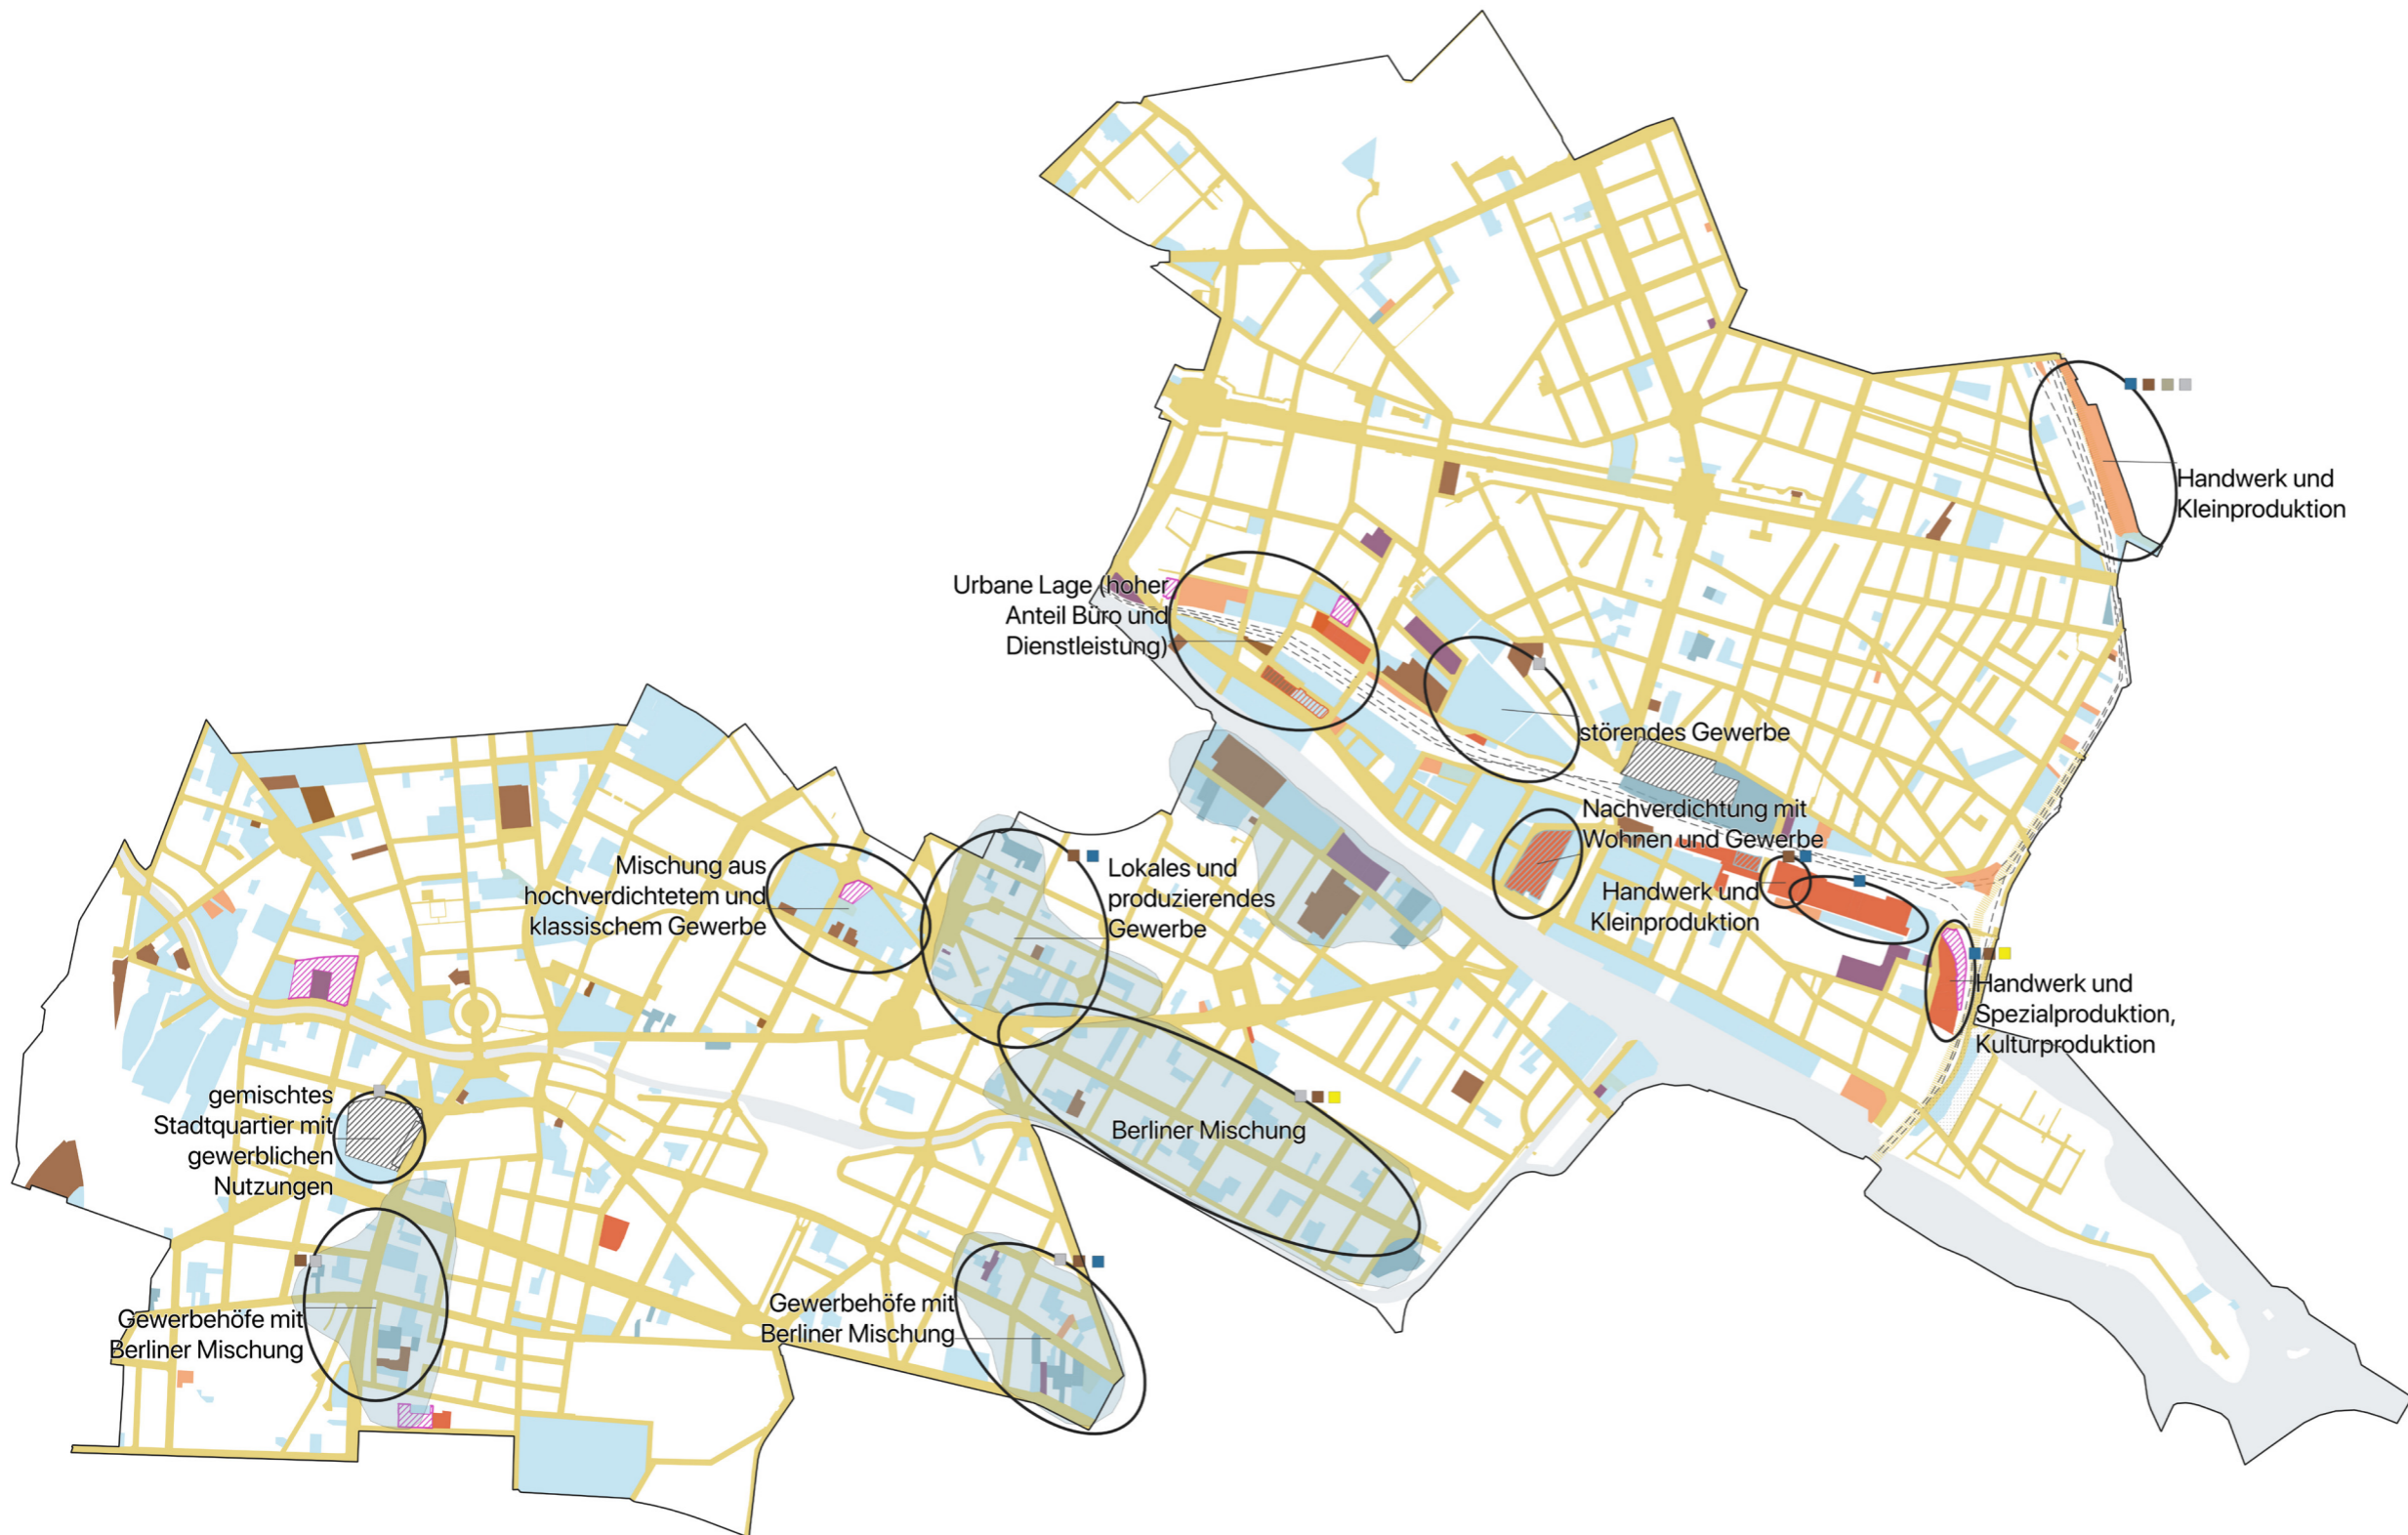 Handwerk und
Kleinproduktion
Urbane Lage (hoher
Anteil Büro und
Dienstleistung)
störendes Gewerbe
Nachverdichtung mit
Wohnen und Gewerbe
Mischung aus
hochverdichtetem und
klassischem Gewerbe
Lokales und
produzierendes
Gewerbe
Handwerk und
Kleinproduktion
Handwerk und
Spezialproduktion,
Kulturproduktion
gemischtes
Stadtquartier mit
gewerblichen
Nutzungen
Berliner Mischung
Gewerbehöfe mit
Berliner Mischung
Gewerbehöfe mit
Berliner Mischung